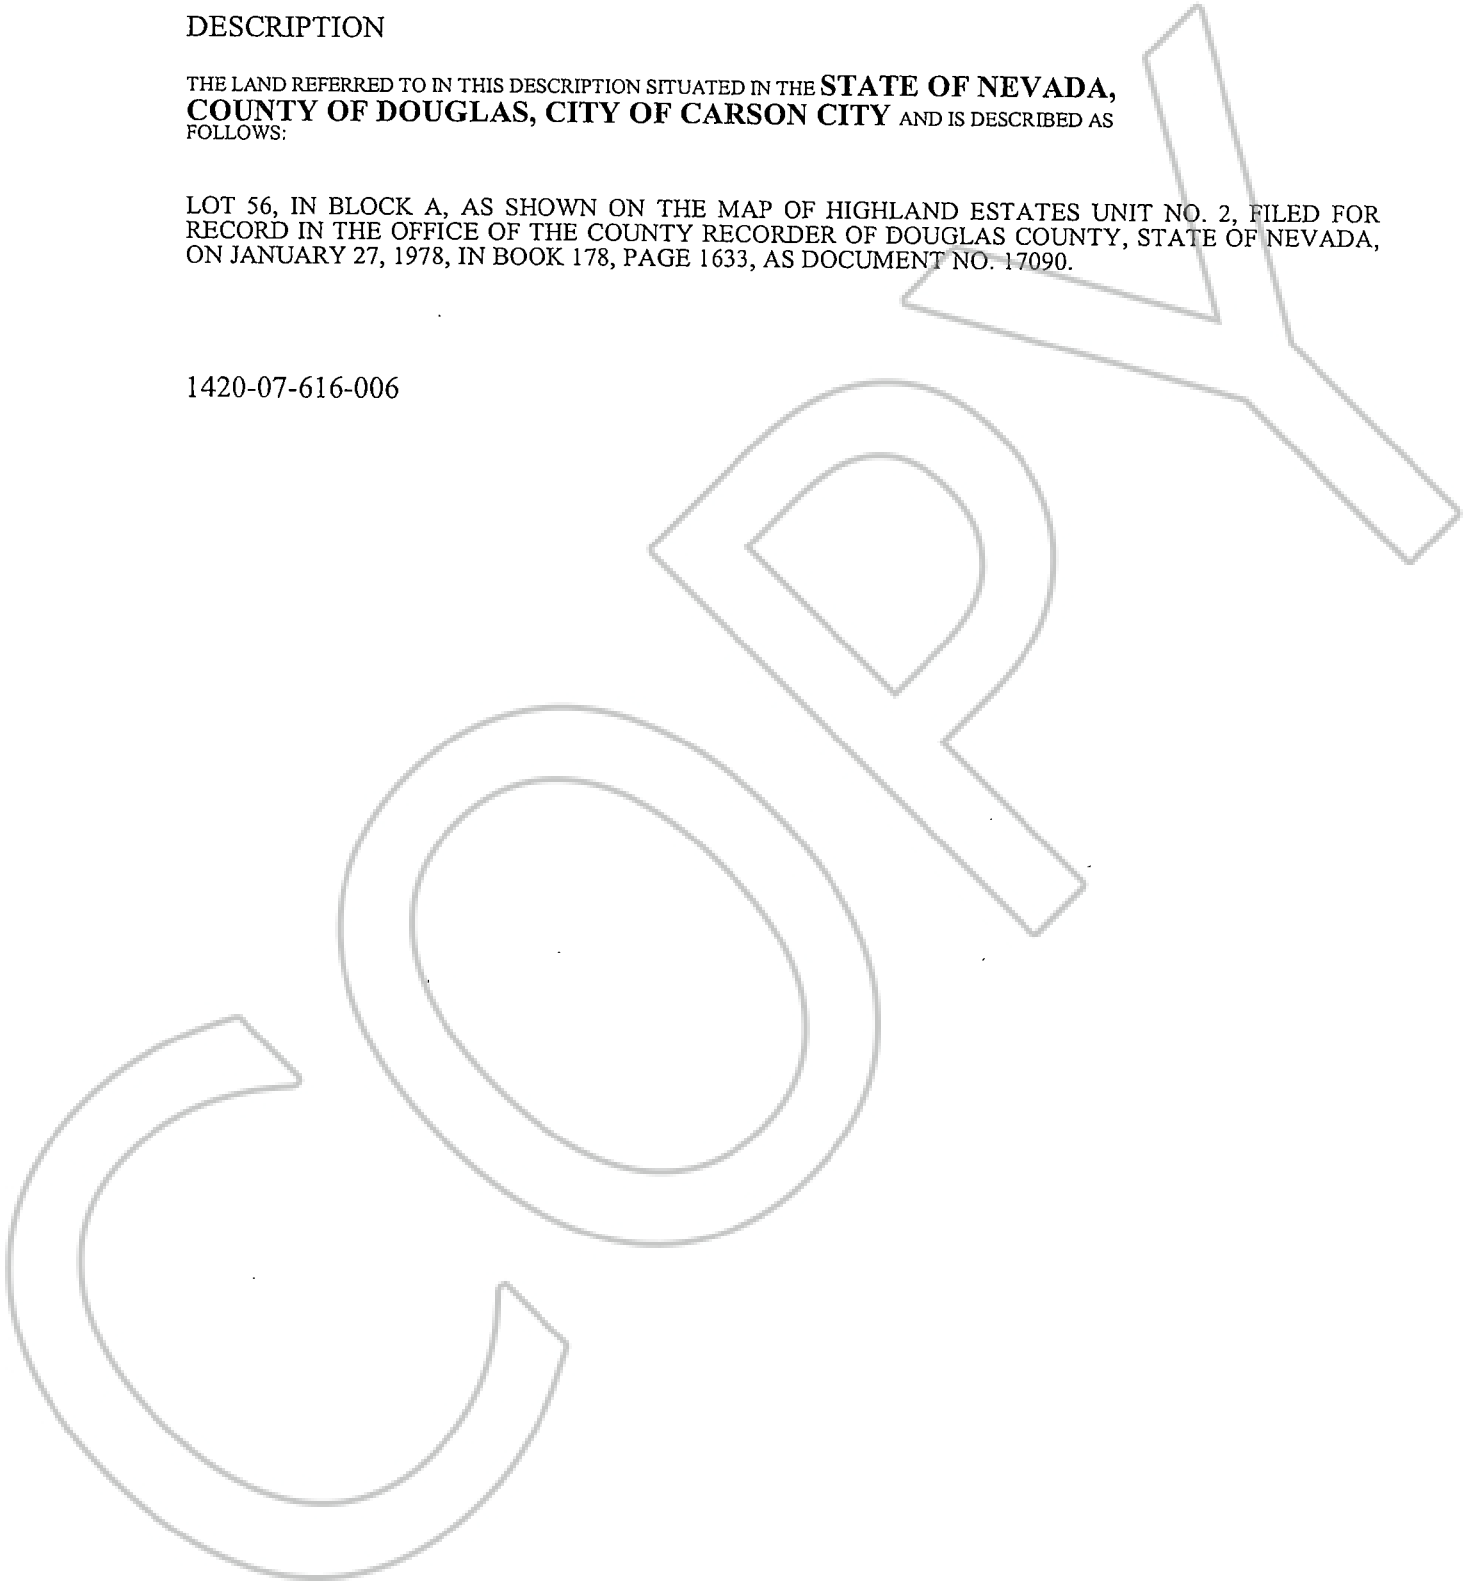 DESCRIPTION
THE LAND REFERRED TO IN THIS DESCRIPTION SITUATED IN THE STATE OF NEVADA,
COUNTY OF DOUGLAS, CITY OF CARSON CITY AND IS DESCRIBED AS
FOLLOWS:
LOT 56, IN BLOCK A, AS SHOWN ON THE MAP OF HIGHLAND ESTATES UNIT NO. 2, FILED FOR
RECORD IN THE OFFICE OF THE COUNTY RECORDER OF DOUGLAS COUNTY, STATE OF NEVADA,
ON JANUARY 27, 1978, IN BOOK 178, PAGE 1633, AS DOCUMENT NO. 17090.
1420-07-616-006
COPY